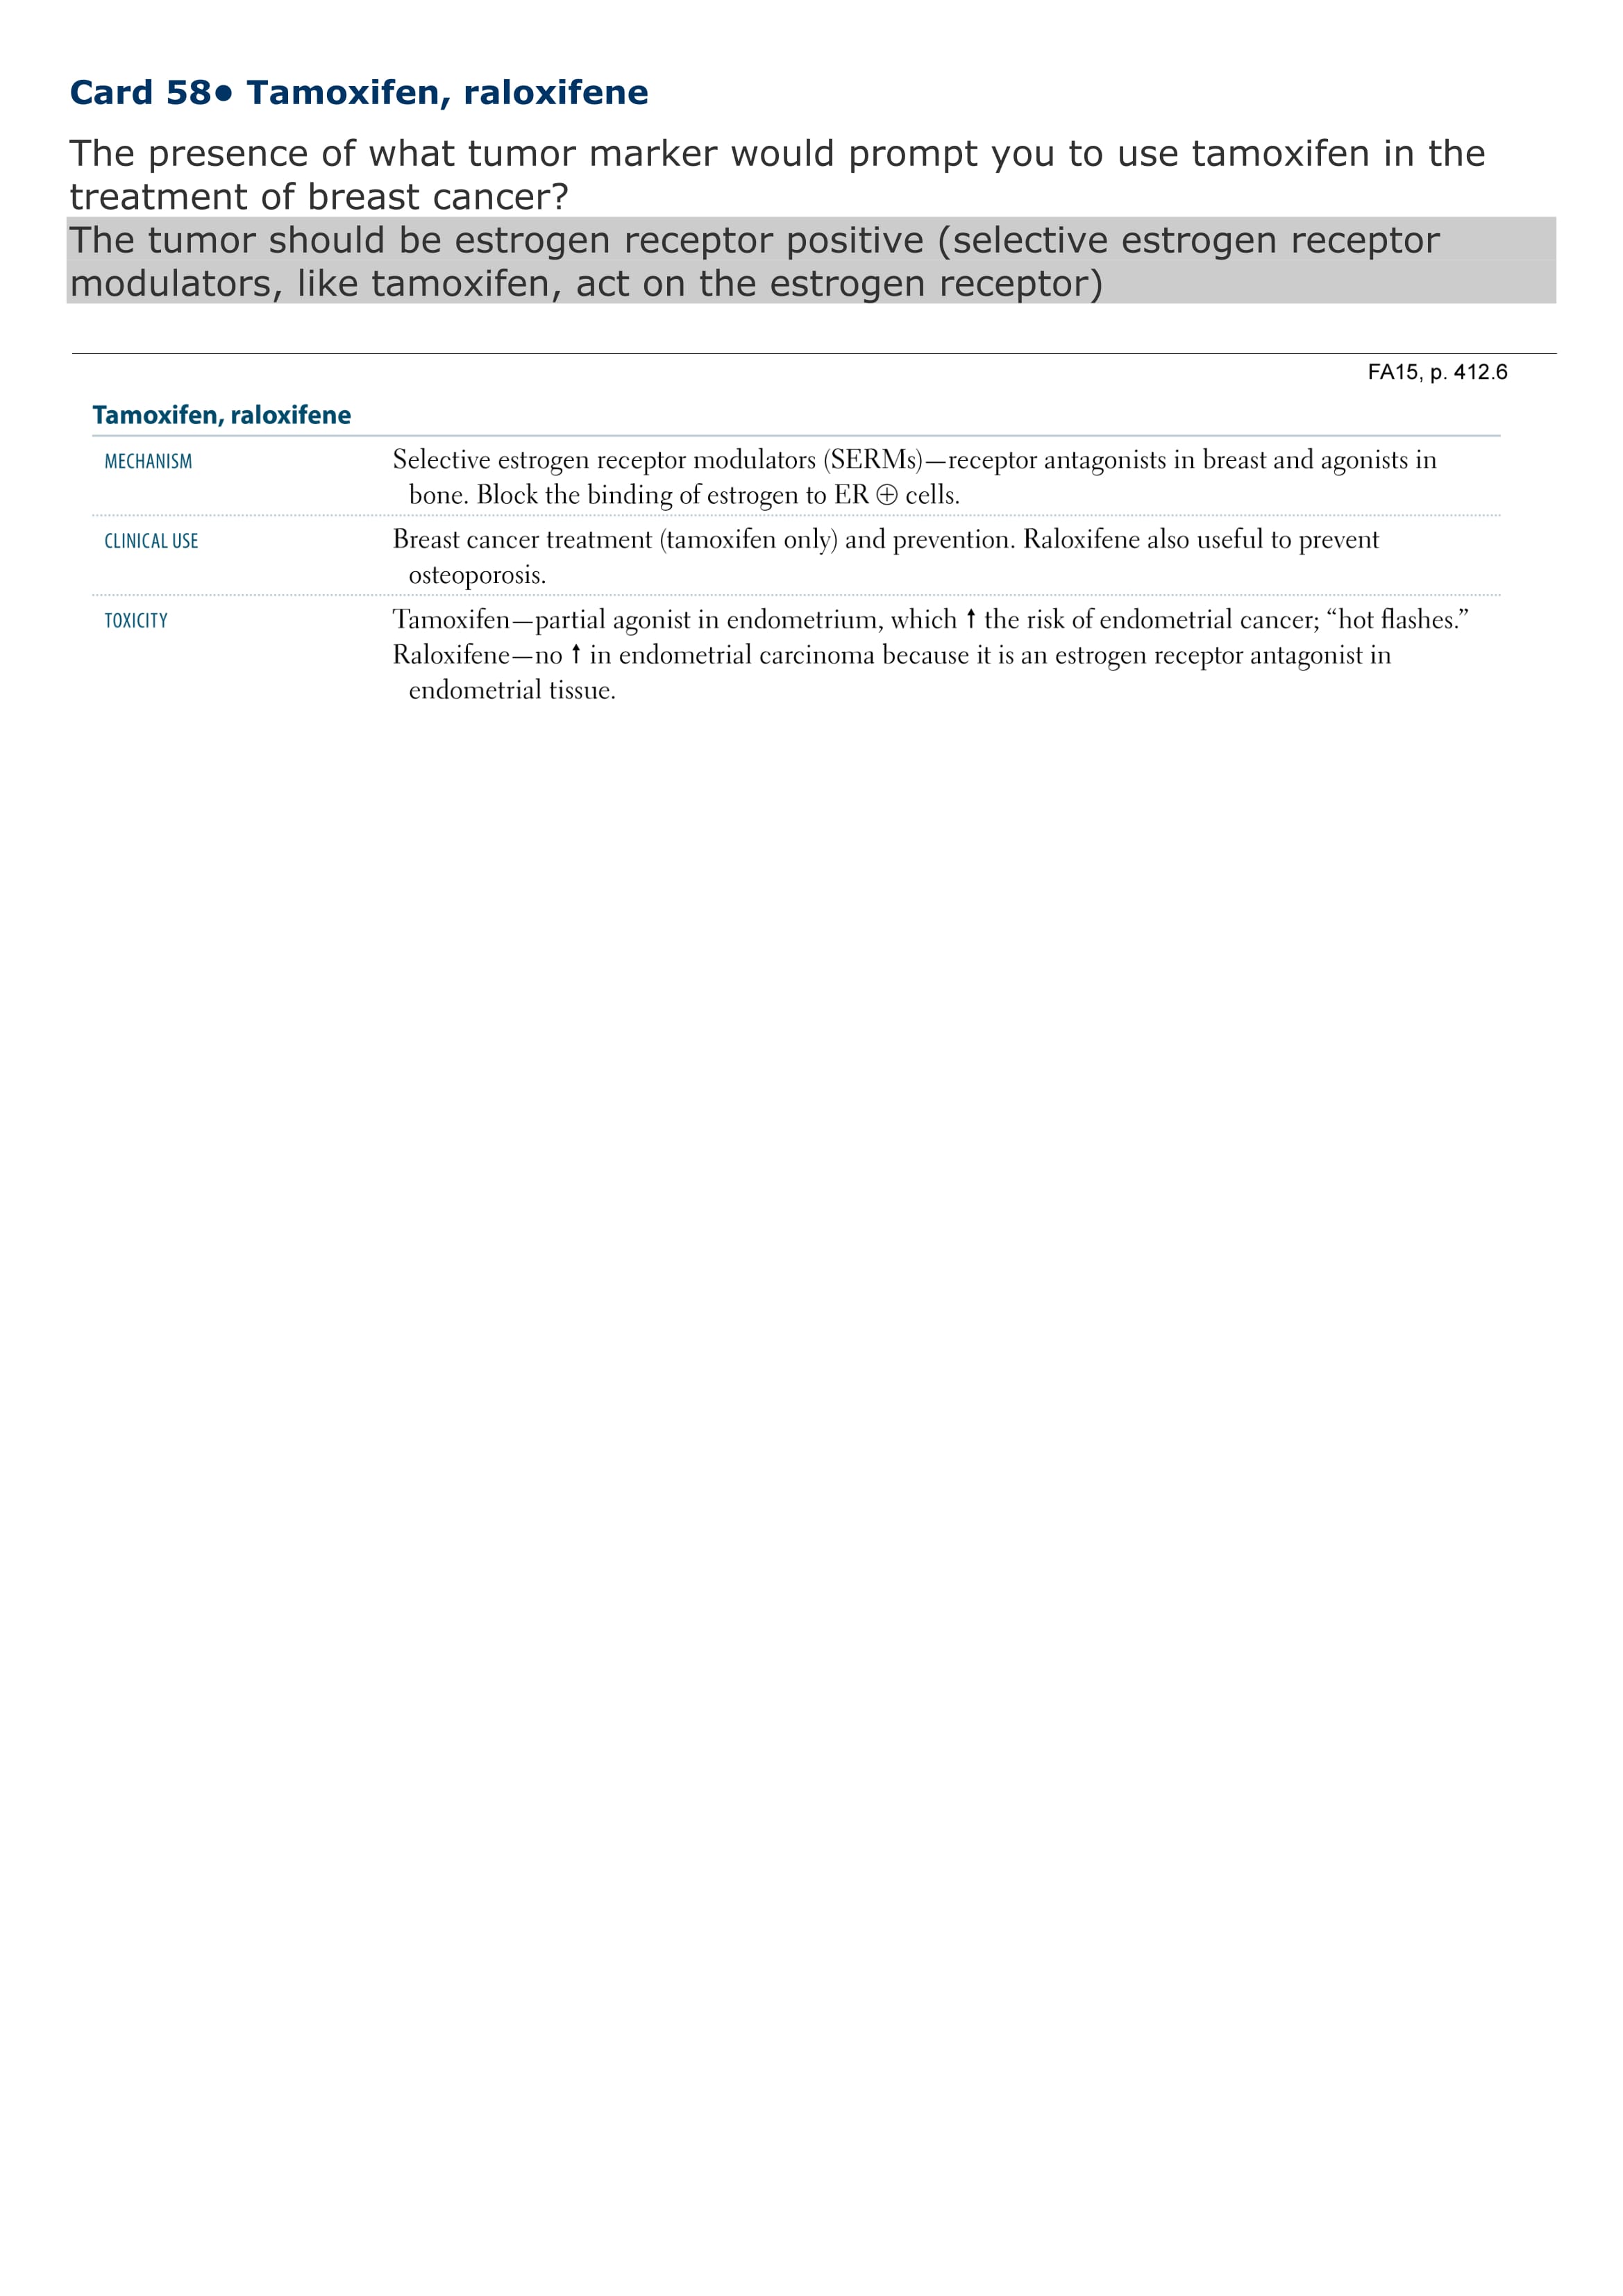 Card 58• Tamoxifen, raloxifene
The presence of what tumor marker would prompt you to use tamoxifen in the
treatment of breast cancer?
The tumor should be estrogen receptor positive (selective estrogen receptor
modulators, like tamoxifen, act on the estrogen receptor)
FA15, p. 412.6
Tamoxifen, raloxifene
MECHANISM Selective estrogen receptor modulators (SERMs)—receptor antagonists in breast and agonists in
bone. Block the binding of estrogen to ER ⊕ cells.
CLINICAL USE Breast cancer treatment (tamoxifen only) and prevention. Raloxifene also useful to prevent
osteoporosis.
TOXICITY Tamoxifen—partial agonist in endometrium, which ↑ the risk of endometrial cancer; “hot flashes.”
Raloxifene—no ↑ in endometrial carcinoma because it is an estrogen receptor antagonist in
endometrial tissue.